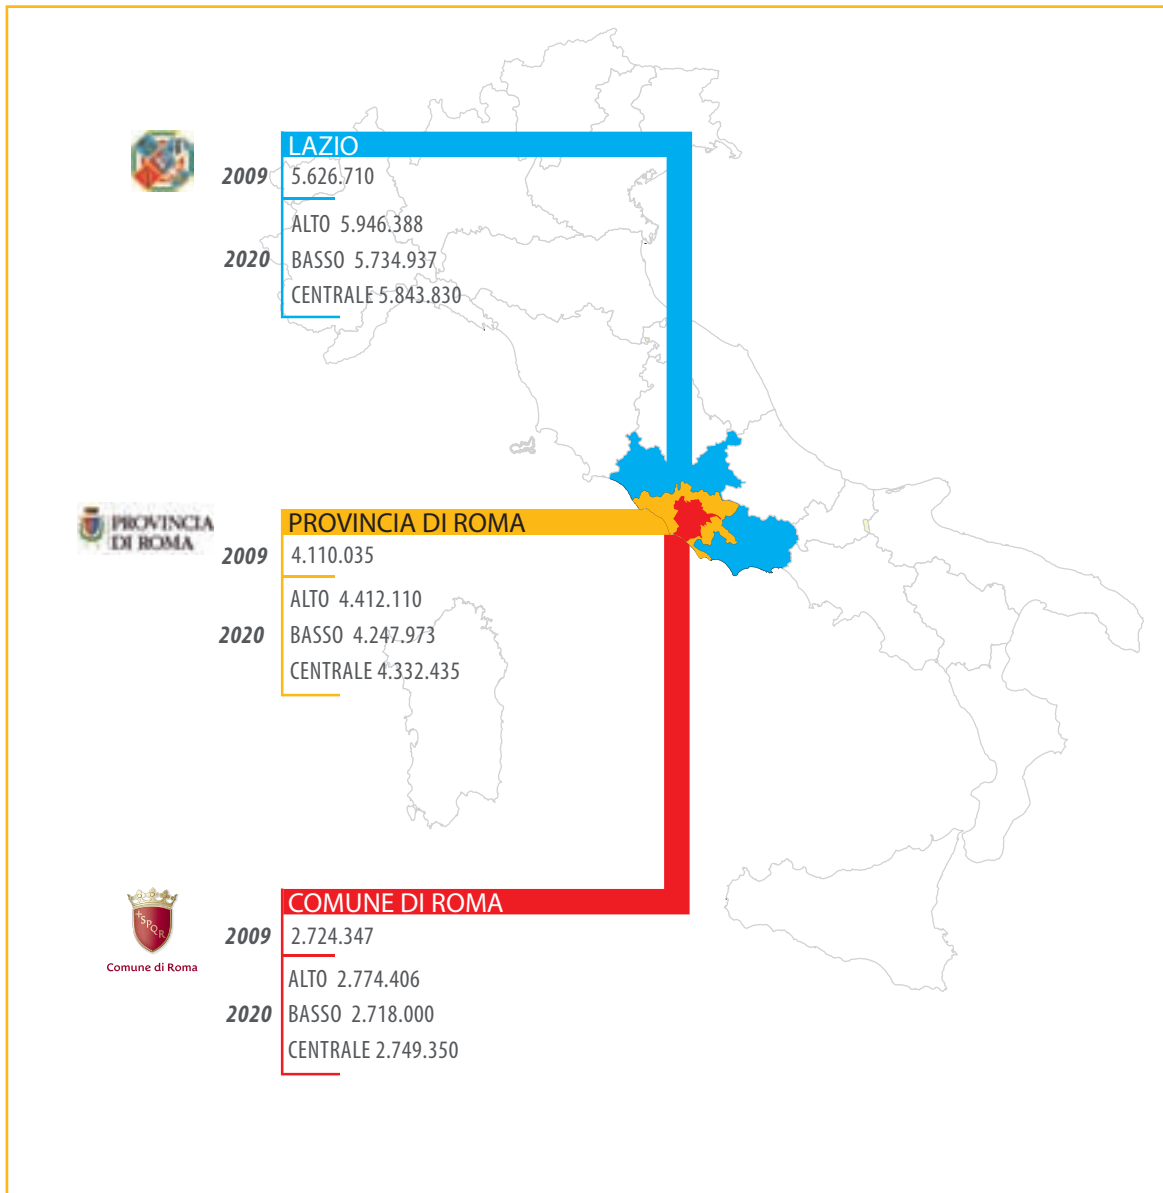 LAZIO
2009 5.626.710
ALTO 5.946.388
2020 BASSO 5.734.937
CENTRALE 5.843.830
PROVINCIA
DI ROMA
PROVINCIA DI ROMA
2009 4.110.035
ALTO 4.412.110
2020 BASSO 4.247.973
CENTRALE 4.332.435
SPQR
Comune di Roma
COMUNE DI ROMA
2009 2.724.347
ALTO 2.774.406
2020 BASSO 2.718.000
CENTRALE 2.749.350